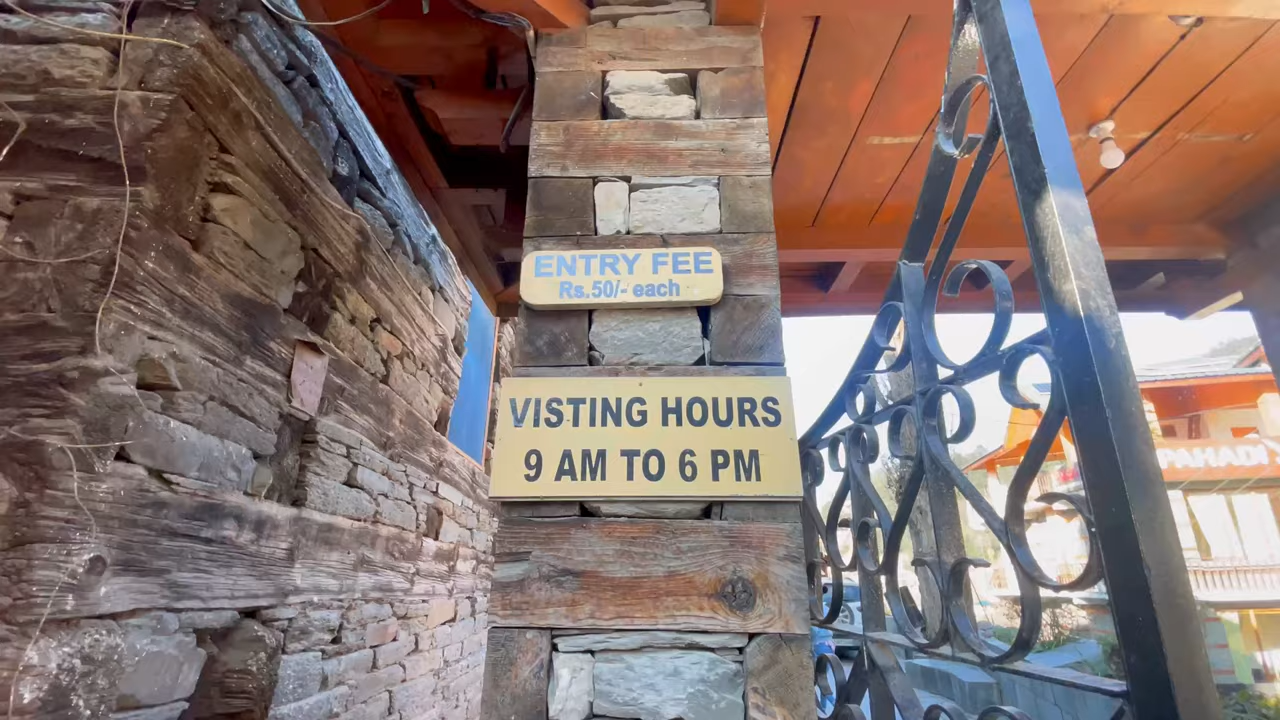 ENTRY FEE
Rs.50/- each
VISTING HOURS
9 AM TO 6 PM
PAHADI